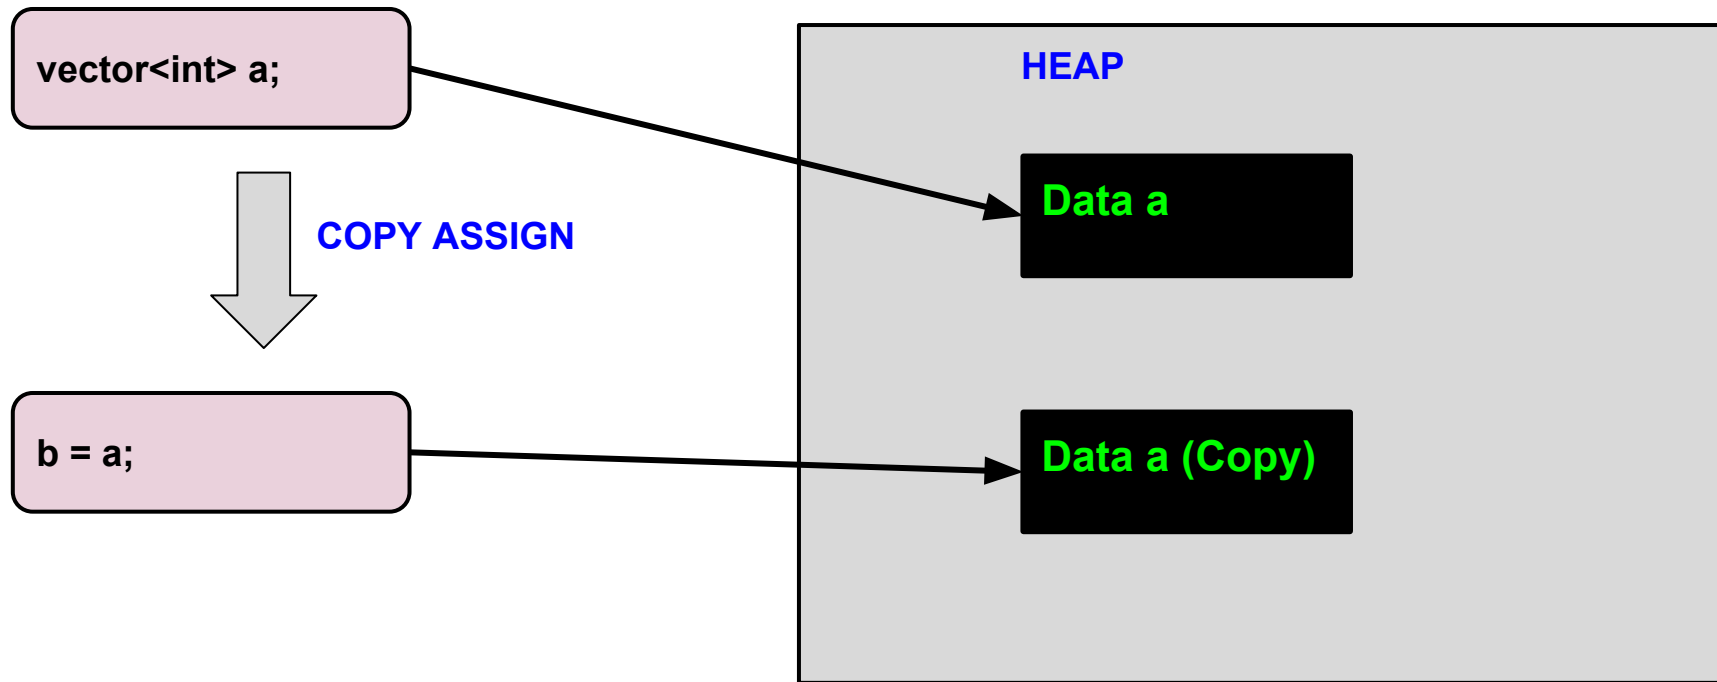 vector<int> a;
HEAP
Data a
COPY ASSIGN
b = a;
Data a (Copy)